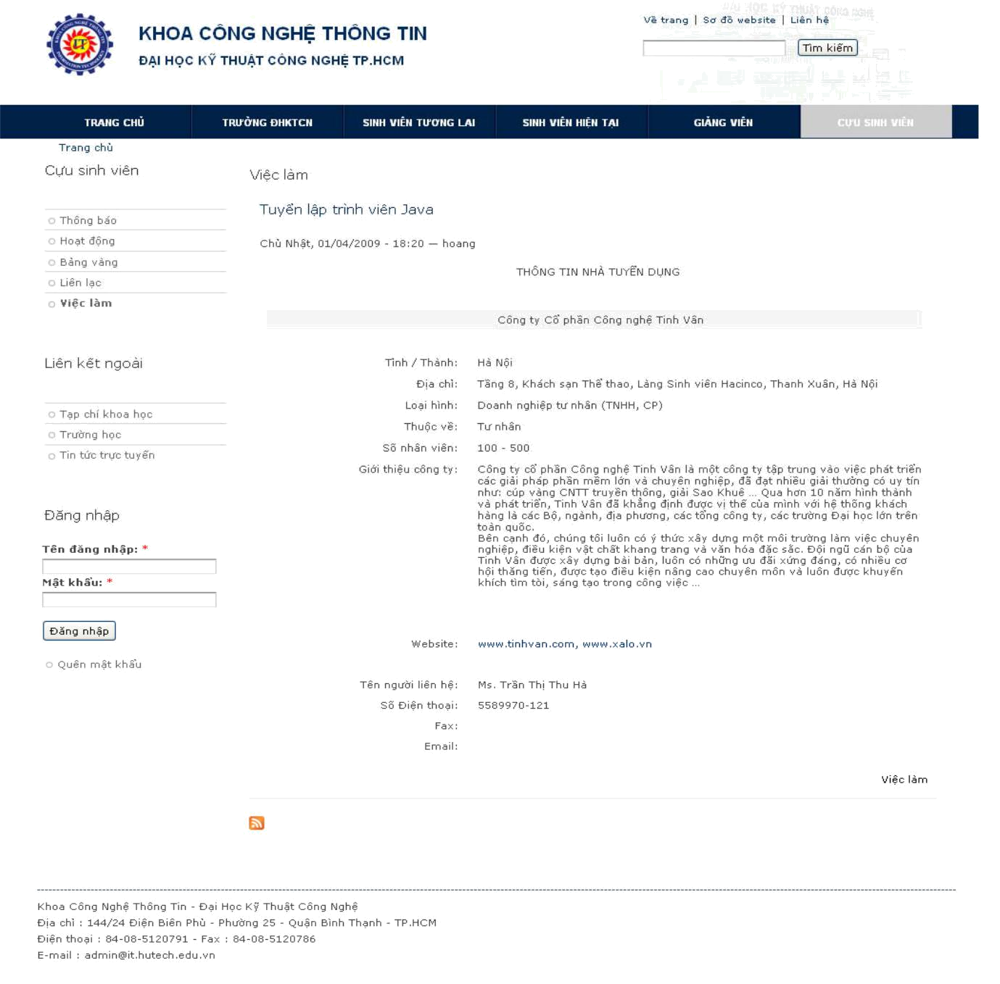 KHOA CÔNG NGHỆ THÔNG TIN
ĐẠI HỌC KỸ THUẬT CÔNG NGHỆ TP.HCM
Về trang | Sơ đồ website | Liên hệ
Tìm kiếm
TRANG CHỦ
TRƯỜNG ĐHKTCN
SINH VIÊN TƯƠNG LAI
SINH VIÊN HIỆN TẠI
GIẢNG VIÊN
CỰU SINH VIÊN
Trang chủ
Cựu sinh viên
Thông báo
Hoạt động
Bảng vàng
Liên lạc
Việc làm
Liên kết ngoài
Tạp chí khoa học
Trường học
Tin tức trực tuyến
Đăng nhập
Tên đăng nhập: *
Mật khẩu: *
Đăng nhập
Quên mật khẩu
Việc làm
Tuyển lập trình viên Java
Chủ Nhật, 01/04/2009 - 18:20 — hoang
THÔNG TIN NHÀ TUYỂN DỤNG
Công ty Cổ phần Công nghệ Tinh Vân
Tỉnh / Thành: Hà Nội
Địa chỉ: Tầng 8, Khách sạn Thể thao, Làng Sinh viên Hacinco, Thanh Xuân, Hà Nội
Loại hình: Doanh nghiệp tư nhân (TNHH, CP)
Thuộc về: Tư nhân
Số nhân viên: 100 - 500
Giới thiệu công ty: Công ty cổ phần Công nghệ Tinh Vân là một công ty tập trung vào việc phát triển
các giải pháp phần mềm lớn và chuyên nghiệp, đã đạt nhiều giải thưởng có uy tín
như: cúp vàng CNTT truyền thông, giải Sao Khuê ... Qua hơn 10 năm hình thành
và phát triển, Tinh Vân đã khẳng định được vị thế của mình với hệ thống khách
hàng là các Bộ, ngành, địa phương, các tổng công ty, các trường Đại học lớn trên
toàn quốc.
Bên cạnh đó, chúng tôi luôn có ý thức xây dựng một môi trường làm việc chuyên
nghiệp, điều kiện vật chất khang trang và văn hóa đặc sắc. Đội ngũ cán bộ của
Tinh Vân được xây dựng bài bản, luôn có những ưu đãi xứng đáng, có nhiều cơ
hội thăng tiến, được tạo điều kiện nâng cao chuyên môn và luôn được khuyến
khích tìm tòi, sáng tạo trong công việc ...
Website: www.tinhvan.com, www.xalo.vn
Tên người liên hệ: Ms. Trần Thị Thu Hà
Số Điện thoại: 5589970-121
Fax:
Email:
Việc làm
Khoa Công Nghệ Thông Tin - Đại Học Kỹ Thuật Công Nghệ
Địa chỉ : 144/24 Điện Biên Phủ - Phường 25 - Quận Bình Thạnh - TP.HCM
Điện thoại : 84-08-5120791 - Fax : 84-08-5120786
E-mail : admin@it.hutech.edu.vn